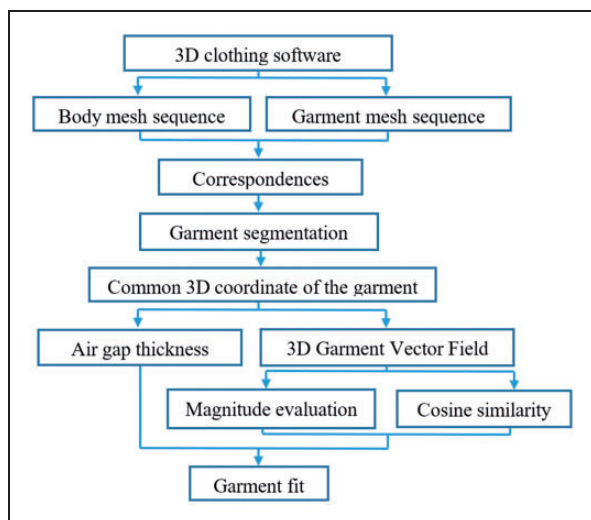 3D clothing software
Body mesh sequence
Garment mesh sequence
Correspondences
Garment segmentation
Common 3D coordinate of the garment
Air gap thickness
3D Garment Vector Field
Magnitude evaluation
Cosine similarity
Garment fit